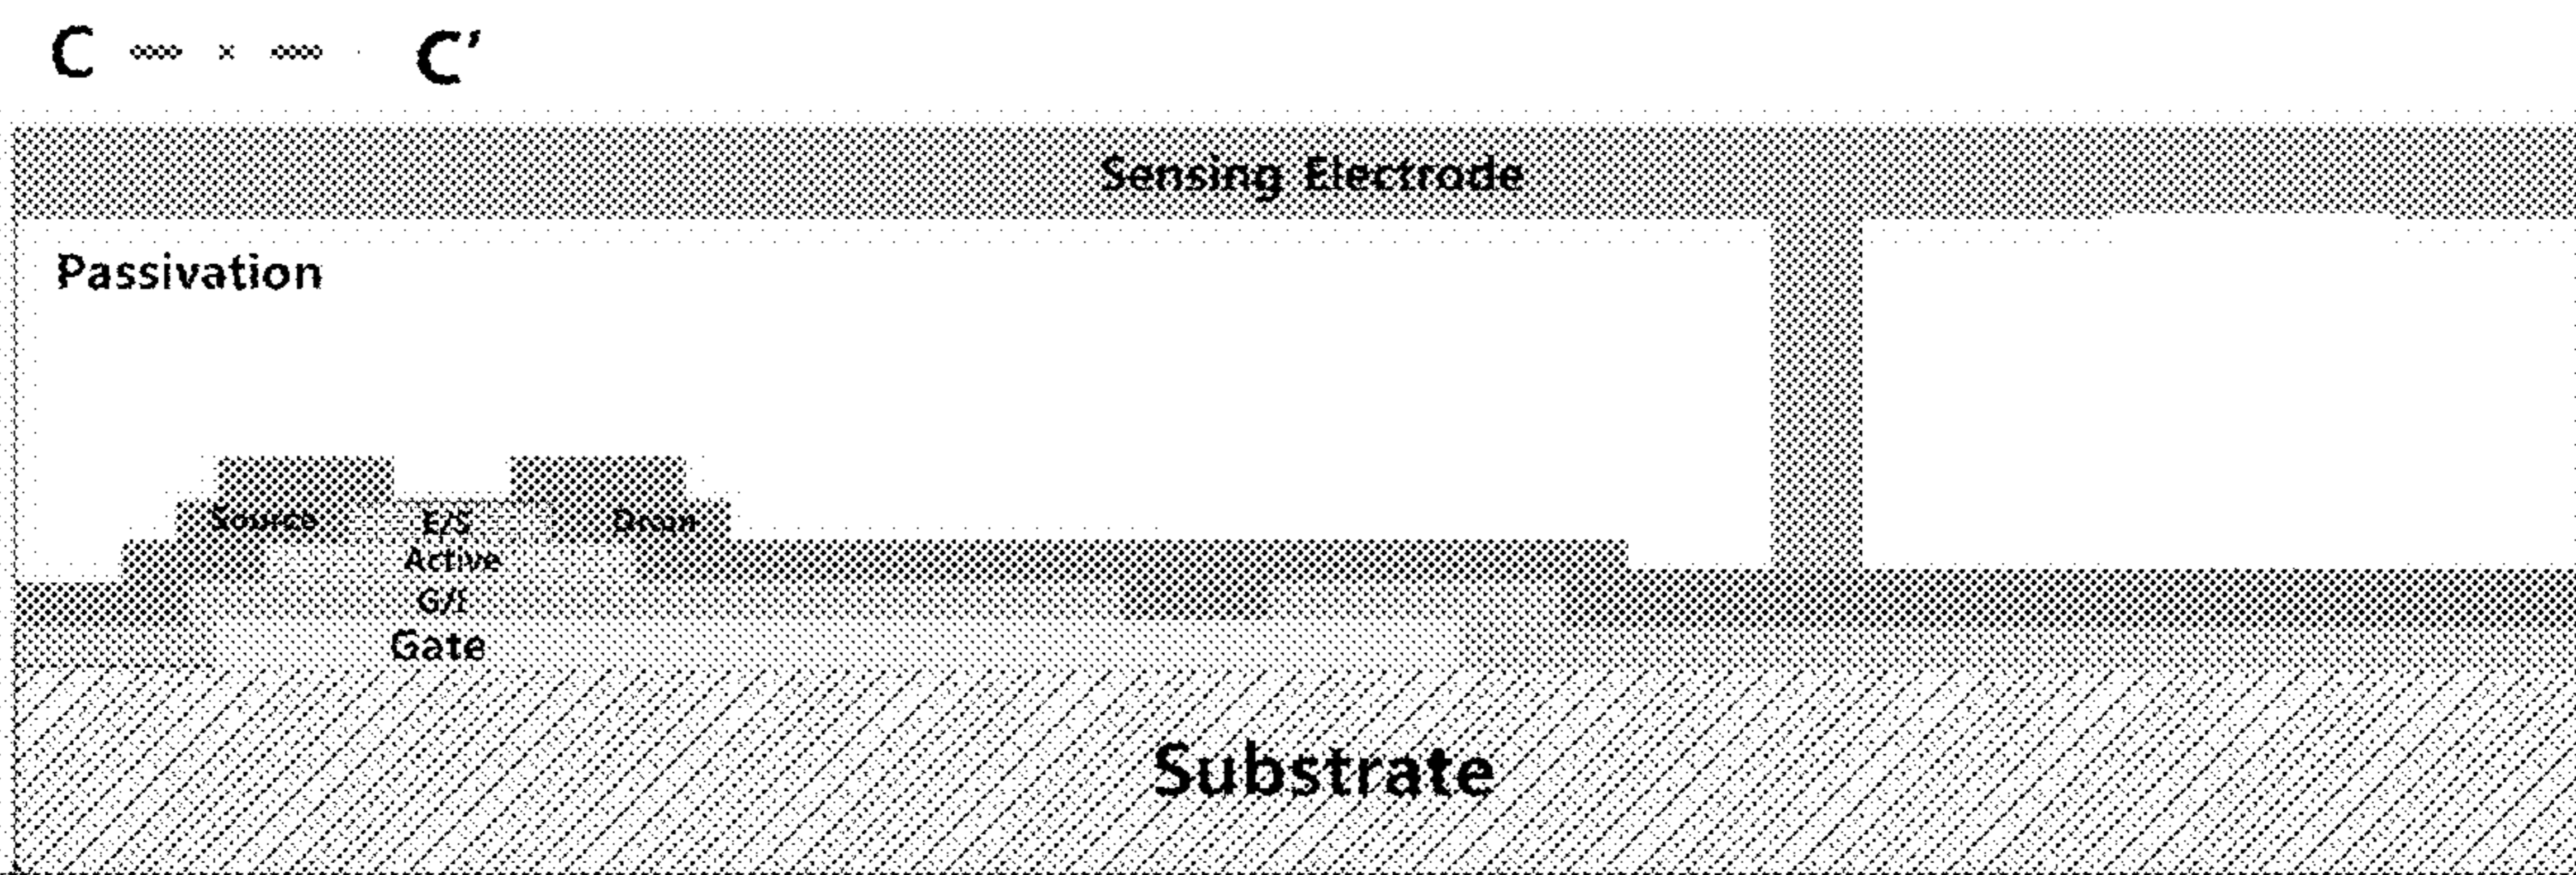 C C'
Sensing Electrode
Passivation
Source E/S Drain
Active
G/I
Gate
Substrate